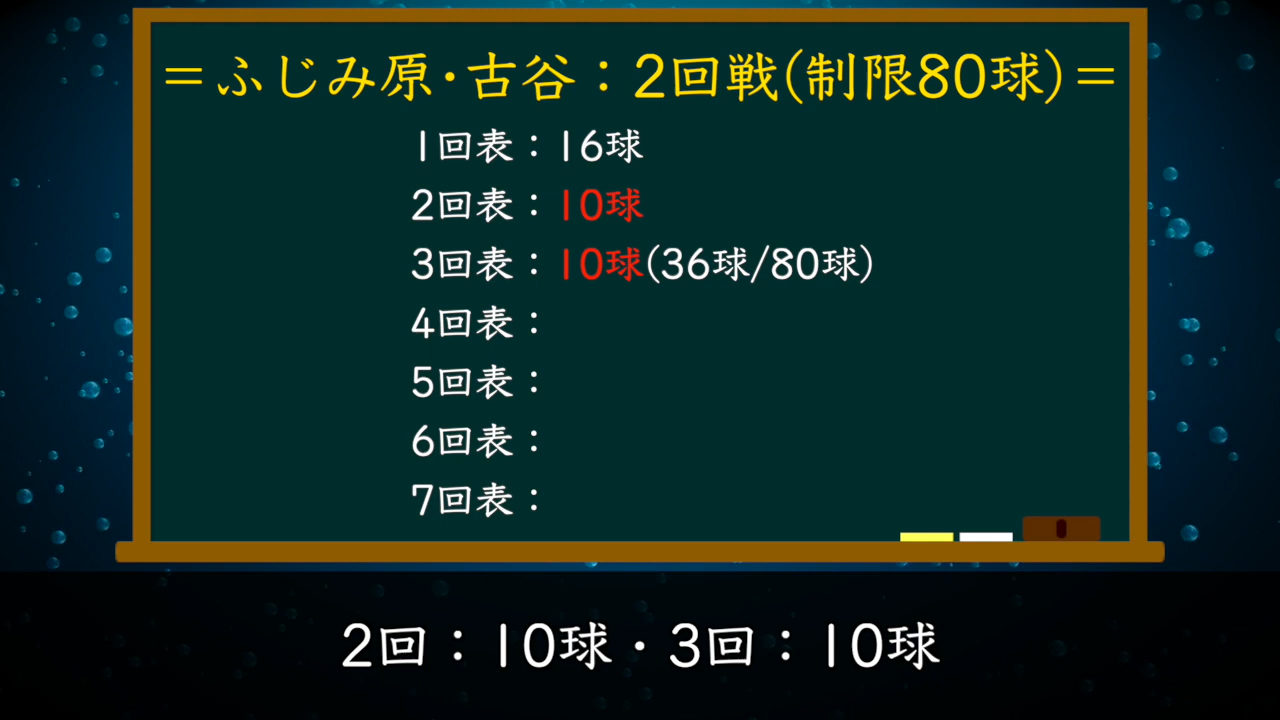 ＝ふじみ原・古谷：2回戦(制限80球)＝
1回表：16球
2回表：10球
3回表：10球(36球/80球)
4回表：
5回表：
6回表：
7回表：
2回：10球・3回：10球